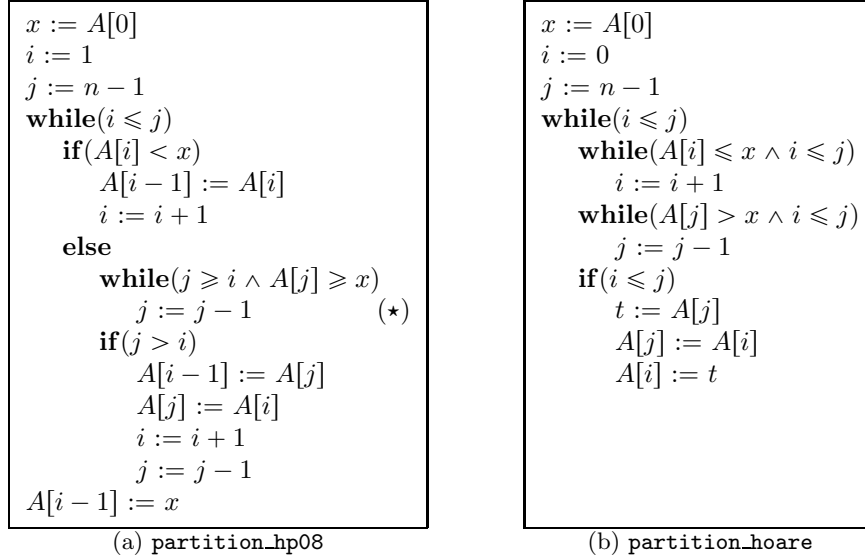 x := A[0]
i := 1
j := n − 1
while(i ⩽ j)
if(A[i] < x)
A[i − 1] := A[i]
i := i + 1
else
while(j ⩾ i ∧ A[j] ⩾ x)
j := j − 1 (⋆)
if(j > i)
A[i − 1] := A[j]
A[j] := A[i]
i := i + 1
j := j − 1
A[i − 1] := x
(a) partition_hp08
x := A[0]
i := 0
j := n − 1
while(i ⩽ j)
while(A[i] ⩽ x ∧ i ⩽ j)
i := i + 1
while(A[j] > x ∧ i ⩽ j)
j := j − 1
if(i ⩽ j)
t := A[j]
A[j] := A[i]
A[i] := t
(b) partition_hoare